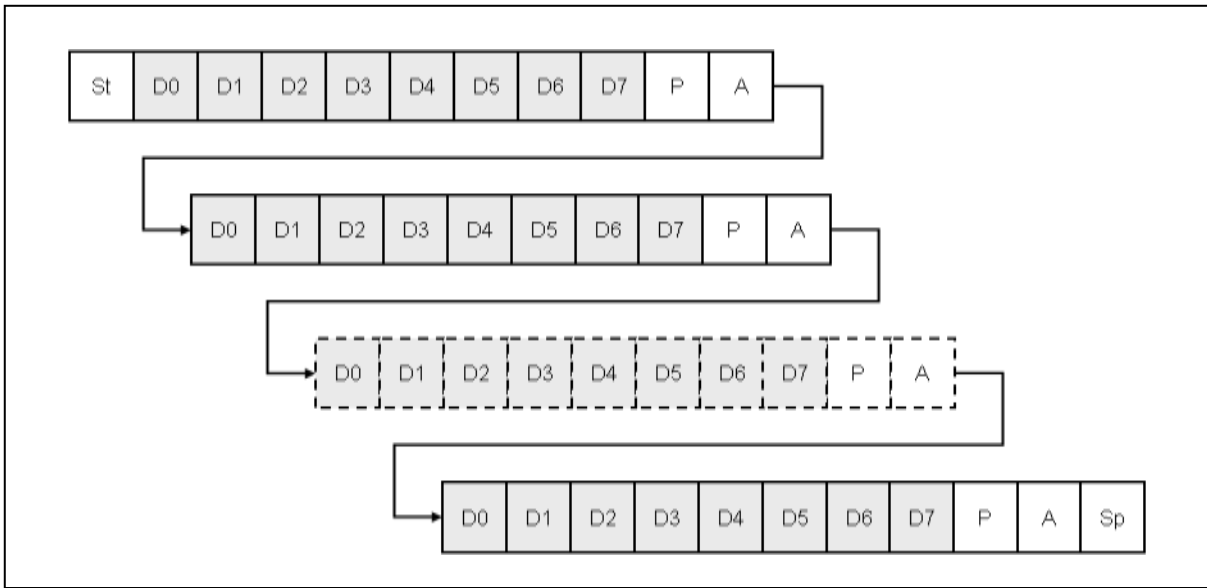 St D0 D1 D2 D3 D4 D5 D6 D7 P A
D0 D1 D2 D3 D4 D5 D6 D7 P A
D0 D1 D2 D3 D4 D5 D6 D7 P A
D0 D1 D2 D3 D4 D5 D6 D7 P A Sp